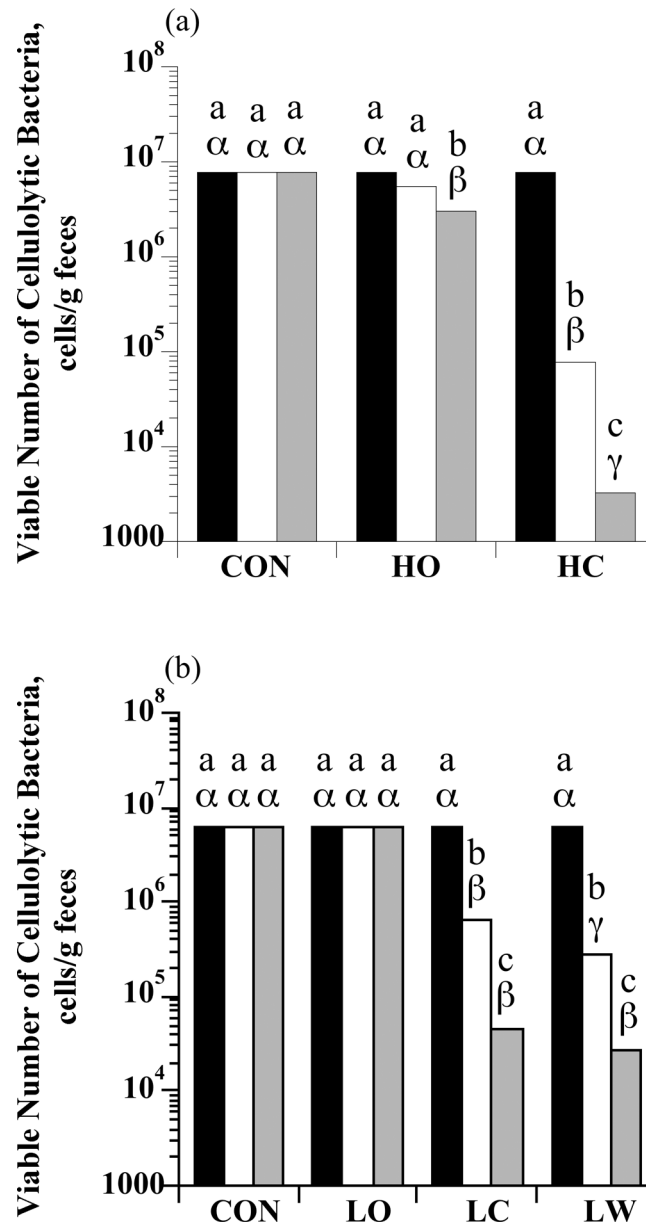 (a)
Viable Number of Cellulolytic Bacteria,
cells/g feces
10⁸
10⁷
10⁶
10⁵
10⁴
1000
a a a a a b a b c
α α α α α β α β γ
CON HO HC
(b)
Viable Number of Cellulolytic Bacteria,
cells/g feces
10⁸
10⁷
10⁶
10⁵
10⁴
1000
a a a a a a a b c a b c
α α α α α α α β β α γ β
CON LO LC LW